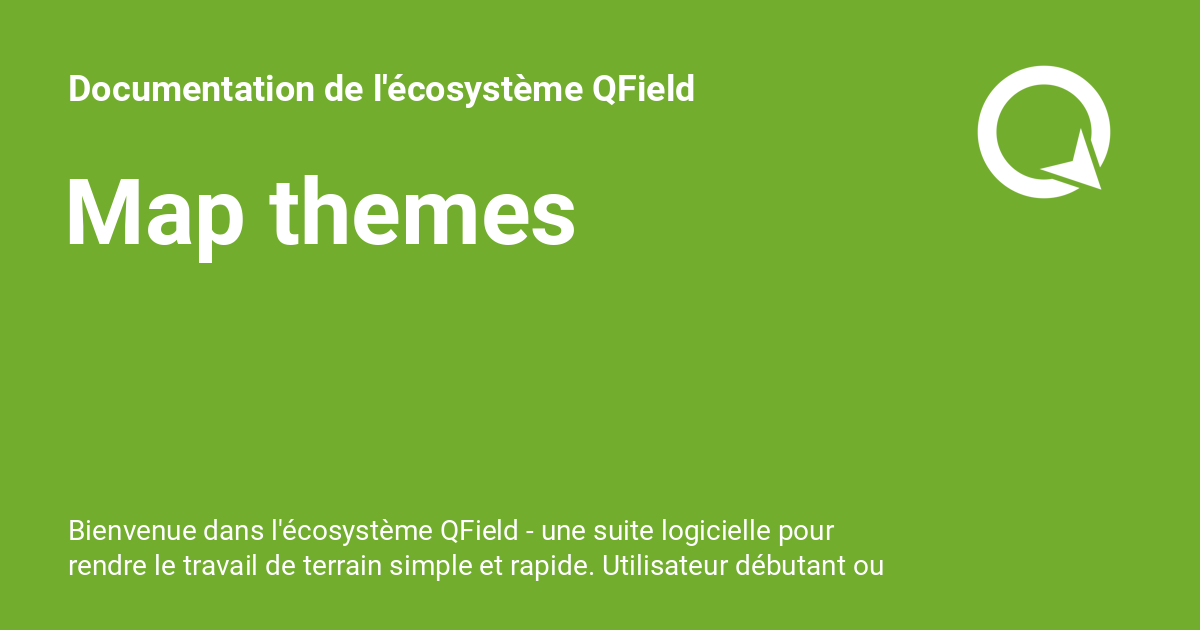 Documentation de l'écosystème QField
Map themes
Bienvenue dans l'écosystème QField - une suite logicielle pour
rendre le travail de terrain simple et rapide. Utilisateur débutant ou